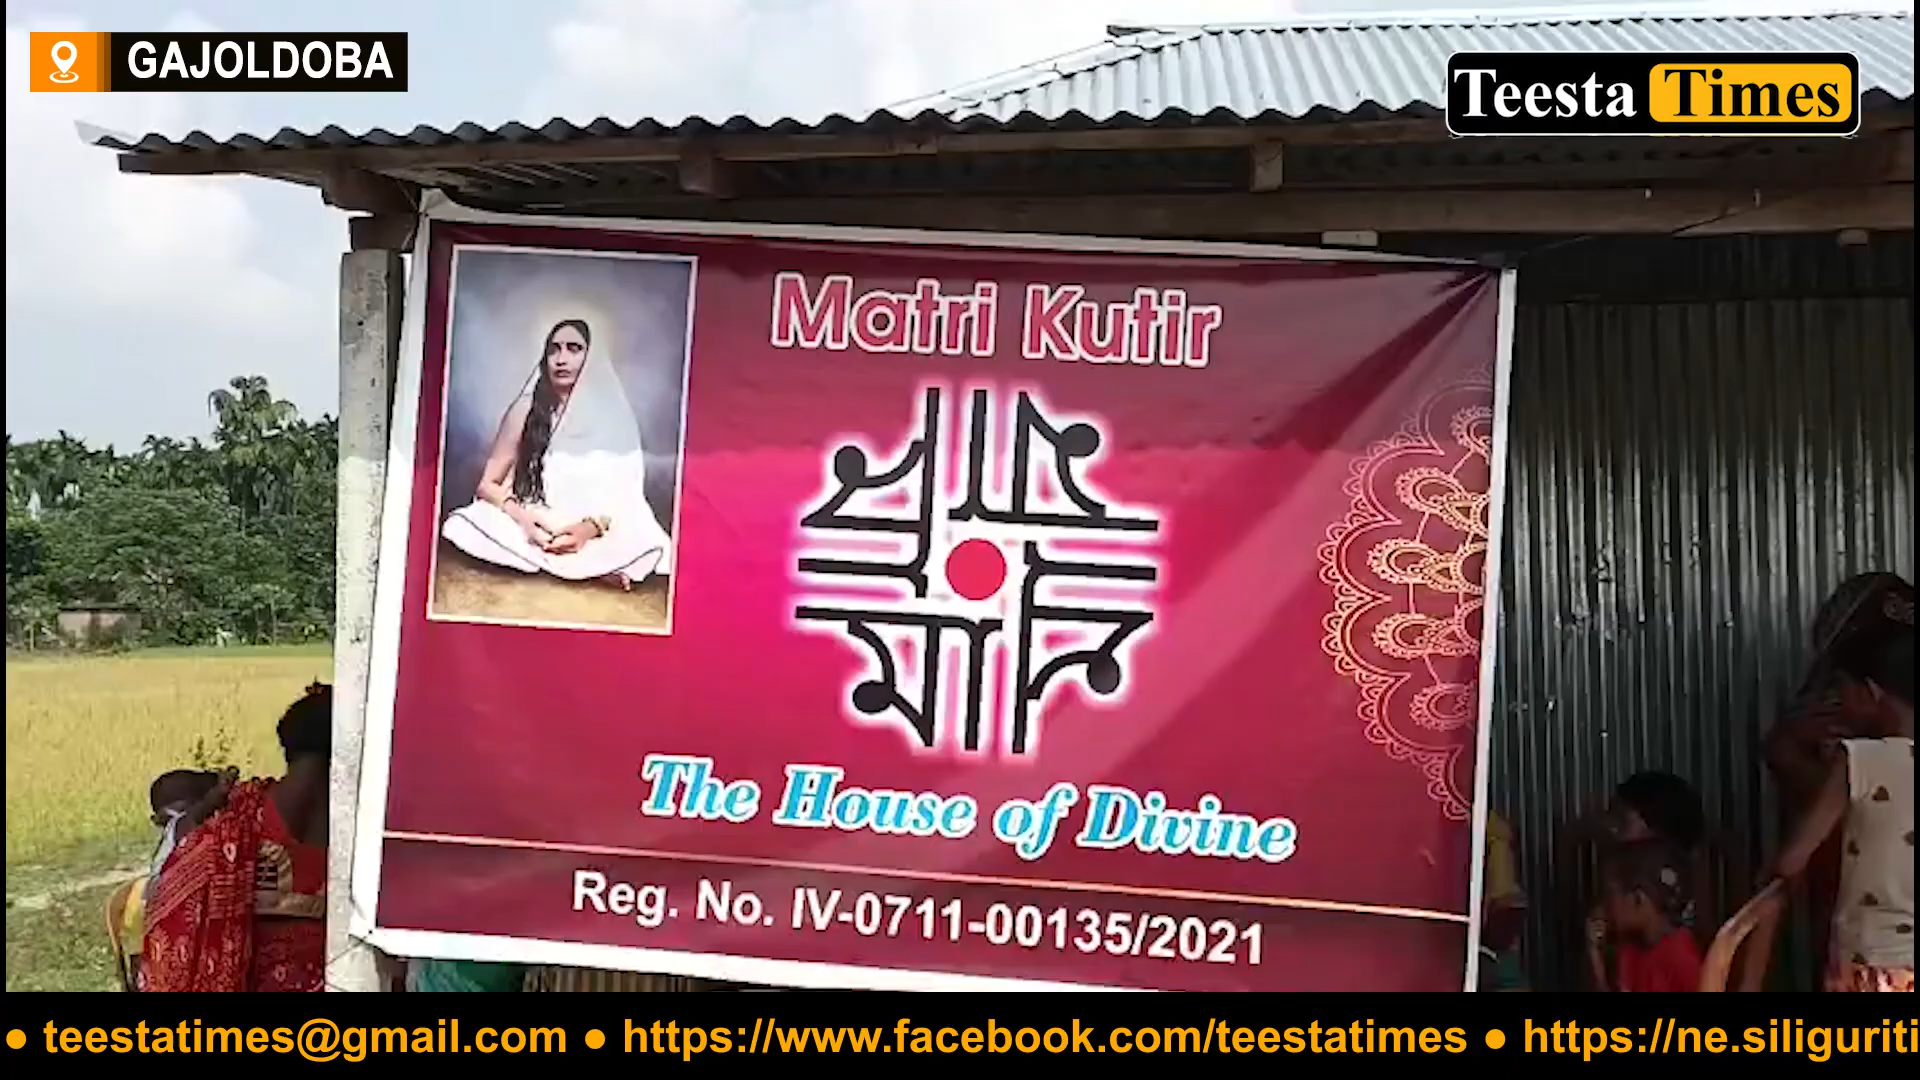 GAJOLDOBA
Teesta Times
Matri Kutir
The House of Divine
Reg. No. IV-0711-00135/2021
● teestatimes@gmail.com ● https://www.facebook.com/teestatimes ● https://ne.siliguriti